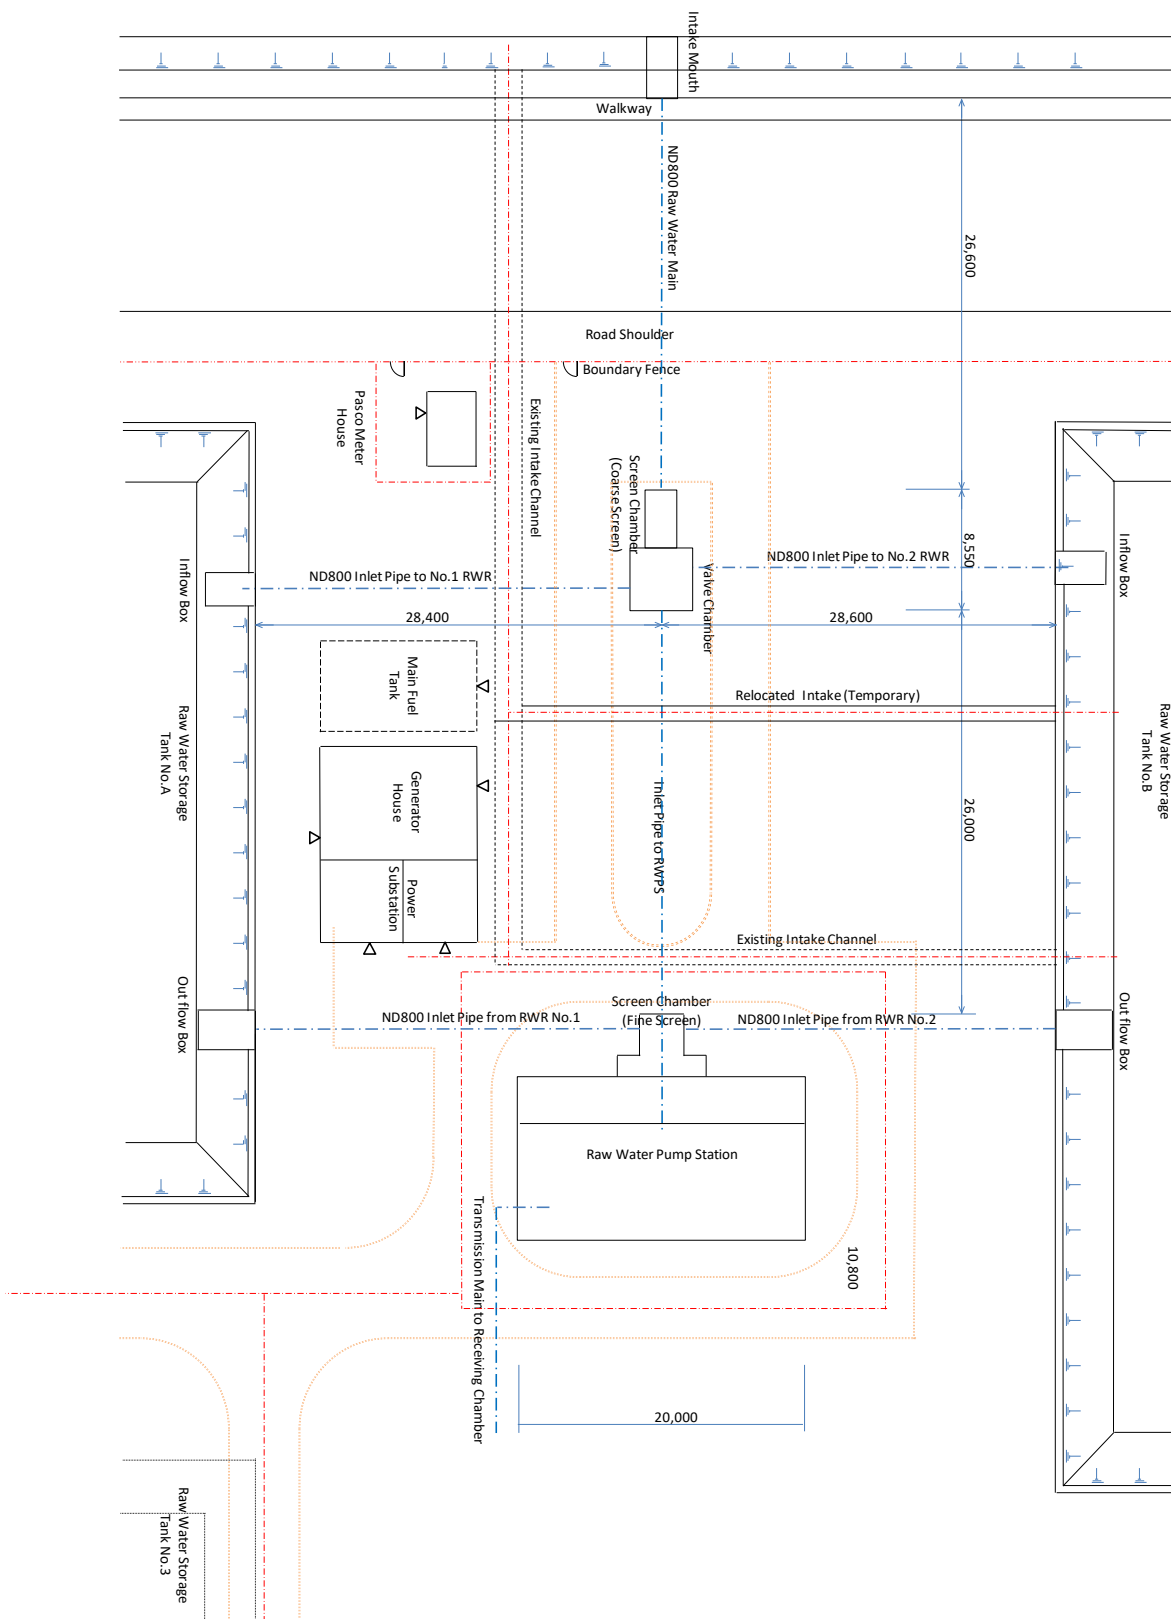 Intake Mouth
Walkway
ND800 Raw Water Main
26,600
Road Shoulder
Boundary Fence
Pasco Meter
House
Existing Intake Channel
Screen Chamber
(Coarse Screen)
8,550
Inflow Box
ND800 Inlet Pipe to No.2 RWR
Inflow Box
ND800 Inlet Pipe to No.1 RWR
Valve Chamber
28,400
28,600
Main Fuel
Tank
Relocated Intake (Temporary)
Raw Water Storage
Tank No.A
Raw Water Storage
Tank No.B
Generator
House
Inlet Pipe to RWPS
26,000
Power
Substation
Existing Intake Channel
Out flow Box
Screen Chamber
(Fine Screen)
ND800 Inlet Pipe from RWR No.1
ND800 Inlet Pipe from RWR No.2
Out flow Box
Raw Water Pump Station
Transmission Main to Receiving Chamber
10,800
20,000
Raw Water Storage
Tank No.3